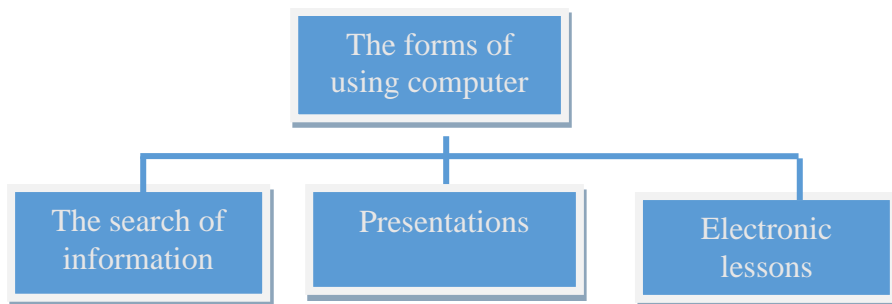 The forms of
using computer
The search of
information
Presentations
Electronic
lessons